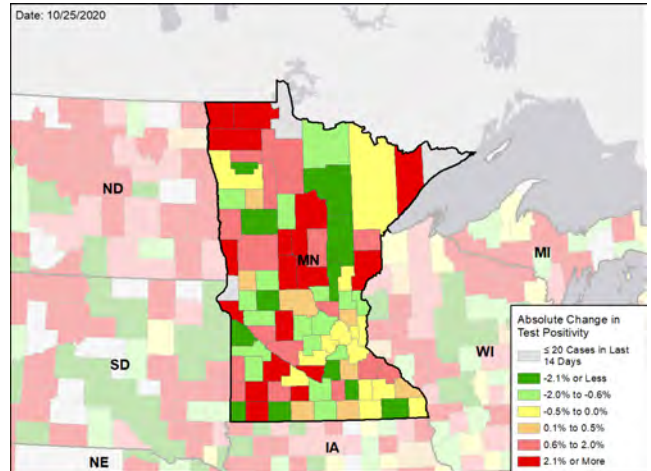 Date: 10/25/2020
ND
MN
MI
SD
WI
IA
NE
Absolute Change in
Test Positivity
≤ 20 Cases in Last
14 Days
-2.1% or Less
-2.0% to -0.6%
-0.5% to 0.0%
0.1% to 0.5%
0.6% to 2.0%
2.1% or More